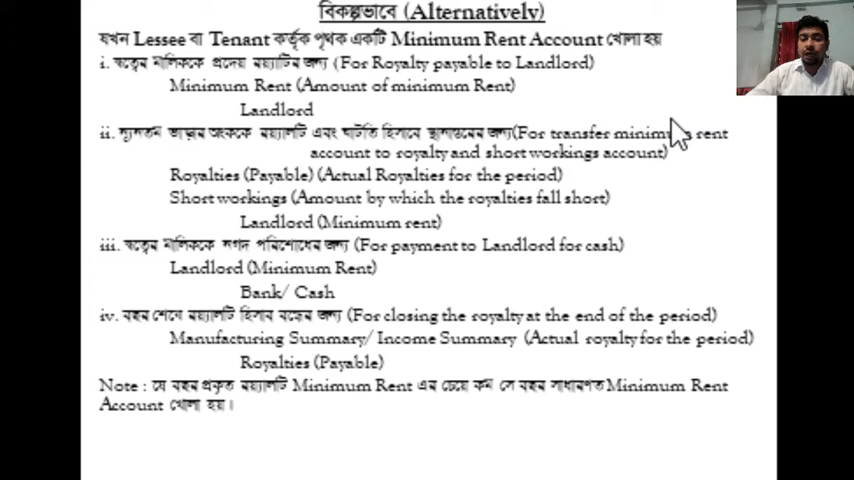 বিকল্পভাবে (Alternatively)
যখন Lessee বা Tenant কর্তৃক পৃথক একটি Minimum Rent Account খোলা হয়
i. স্বত্বের মালিককে প্রদেয় রয়্যাটির জন্য (For Royalty payable to Landlord)
Minimum Rent (Amount of minimum Rent)
Landlord
ii. ন্যূনতম ভাড়ার অংককে রয়্যালটি এবং ঘাটতি হিসাবে স্থানান্তরের জন্য(For transfer minimums rent
account to royalty and short workings account)
Royalties (Payable) (Actual Royalties for the period)
Short workings (Amount by which the royalties fall short)
Landlord (Minimum rent)
iii. স্বত্বের মালিককে নগদ পরিশোধের জন্য (For payment to Landlord for cash)
Landlord (Minimum Rent)
Bank/ Cash
iv. বছর শেষে রয়্যালটি হিসাব বন্ধের জন্য (For closing the royalty at the end of the period)
Manufacturing Summary/ Income Summary (Actual royalty for the period)
Royalties (Payable)
Note : যে বছর প্রকৃত রয়্যালটি Minimum Rent এর চেয়ে কম সে বছর সাধারণত Minimum Rent
Account খোলা হয়।